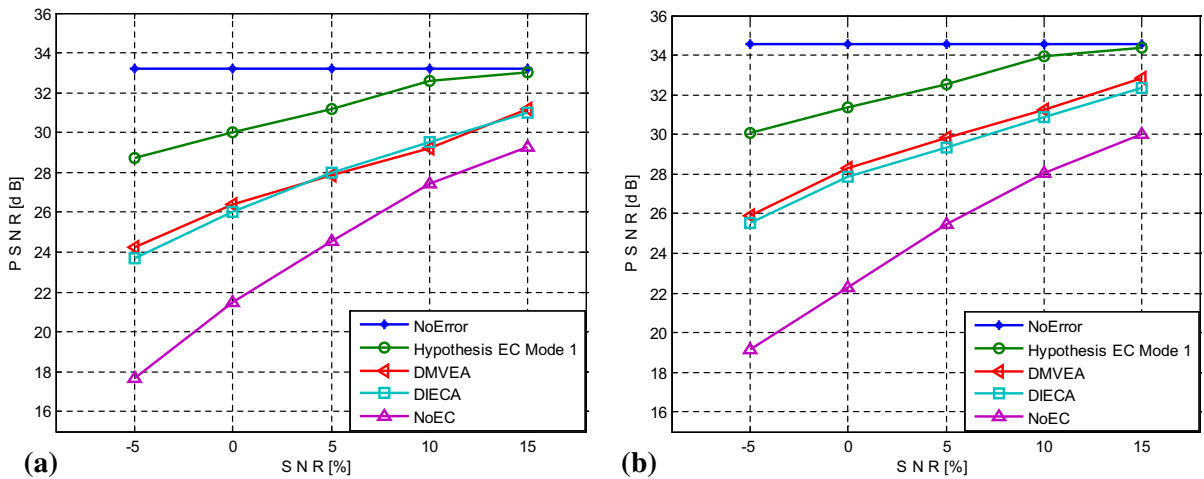 36
34
32
30
28
26
24
22
20
18
16
P S N R [d B]
-5 0 5 10 15
S N R [%]
NoError
Hypothesis EC Mode 1
DMVEA
DIECA
NoEC
(a)
36
34
32
30
28
26
24
22
20
18
16
P S N R [d B]
-5 0 5 10 15
S N R [%]
NoError
Hypothesis EC Mode 1
DMVEA
DIECA
NoEC
(b)